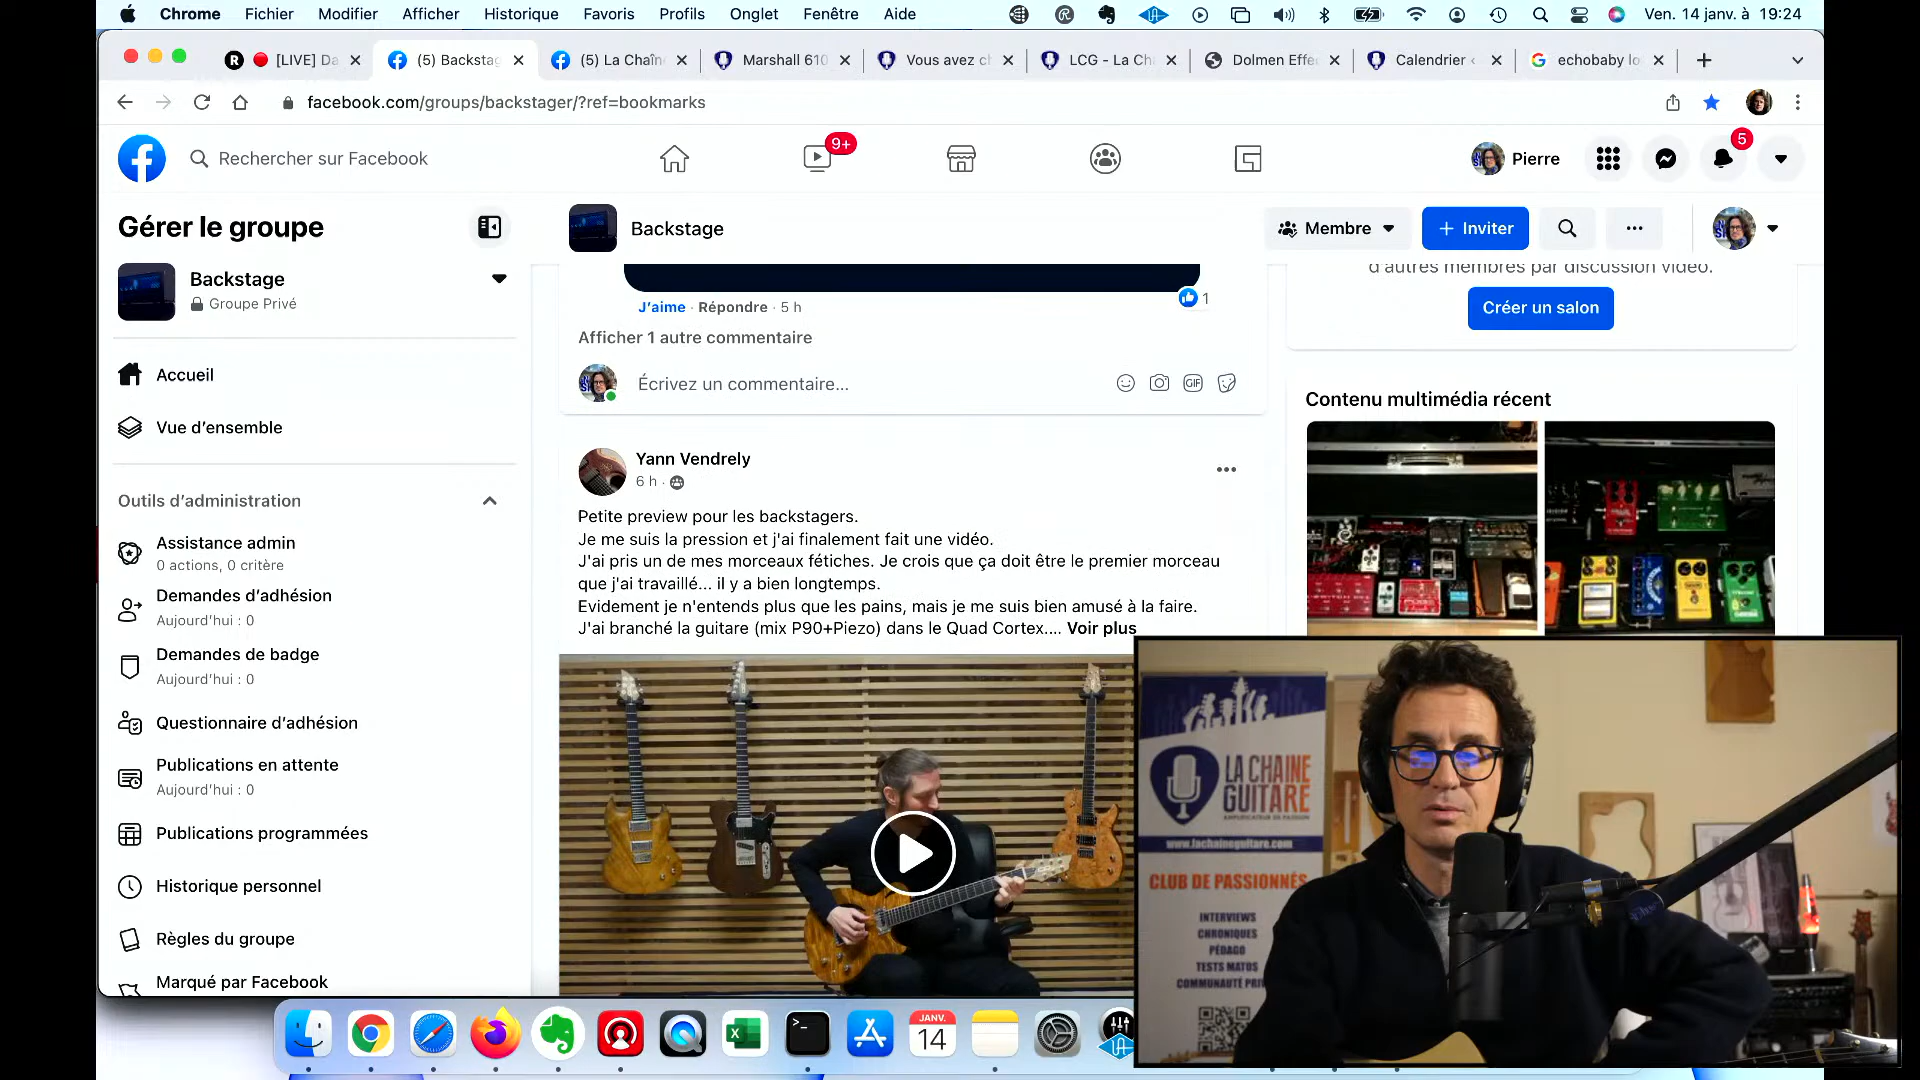 Chrome Fichier Modifier Afficher Historique Favoris Profils Onglet Fenêtre Aide Ven. 14 janv. à 19:24
[LIVE] Da (5) Backstag (5) La Chaîn Marshall 610 Vous avez ch LCG - La Ch Dolmen Effe Calendrier echobaby lo
facebook.com/groups/backstager/?ref=bookmarks
Rechercher sur Facebook 9+ Pierre 5
Gérer le groupe
Backstage
Groupe Privé
Accueil
Vue d'ensemble
Outils d'administration
Assistance admin
0 actions, 0 critère
Demandes d'adhésion
Aujourd'hui : 0
Demandes de badge
Aujourd'hui : 0
Questionnaire d'adhésion
Publications en attente
Aujourd'hui : 0
Publications programmées
Historique personnel
Règles du groupe
Marqué par Facebook
Backstage Membre + Inviter
J'aime · Répondre · 5 h 1
Afficher 1 autre commentaire
Écrivez un commentaire... GIF
Yann Vendrely
6 h ·
Petite preview pour les backstagers.
Je me suis la pression et j'ai finalement fait une vidéo.
J'ai pris un de mes morceaux fétiches. Je crois que ça doit être le premier morceau
que j'ai travaillé... il y a bien longtemps.
Evidement je n'entends plus que les pains, mais je me suis bien amusé à la faire.
J'ai branché la guitare (mix P90+Piezo) dans le Quad Cortex.... Voir plus
d'autres membres par discussion vidéo.
Créer un salon
Contenu multimédia récent
LA CHAINE
GUITARE
AMPLIFICATEUR DE PASSION
www.lachaineguitare.com
CLUB DE PASSIONNÉS
INTERVIEWS
CHRONIQUES
PÉDAGO
TESTS MATOS
COMMUNAUTÉ
JANV.
14